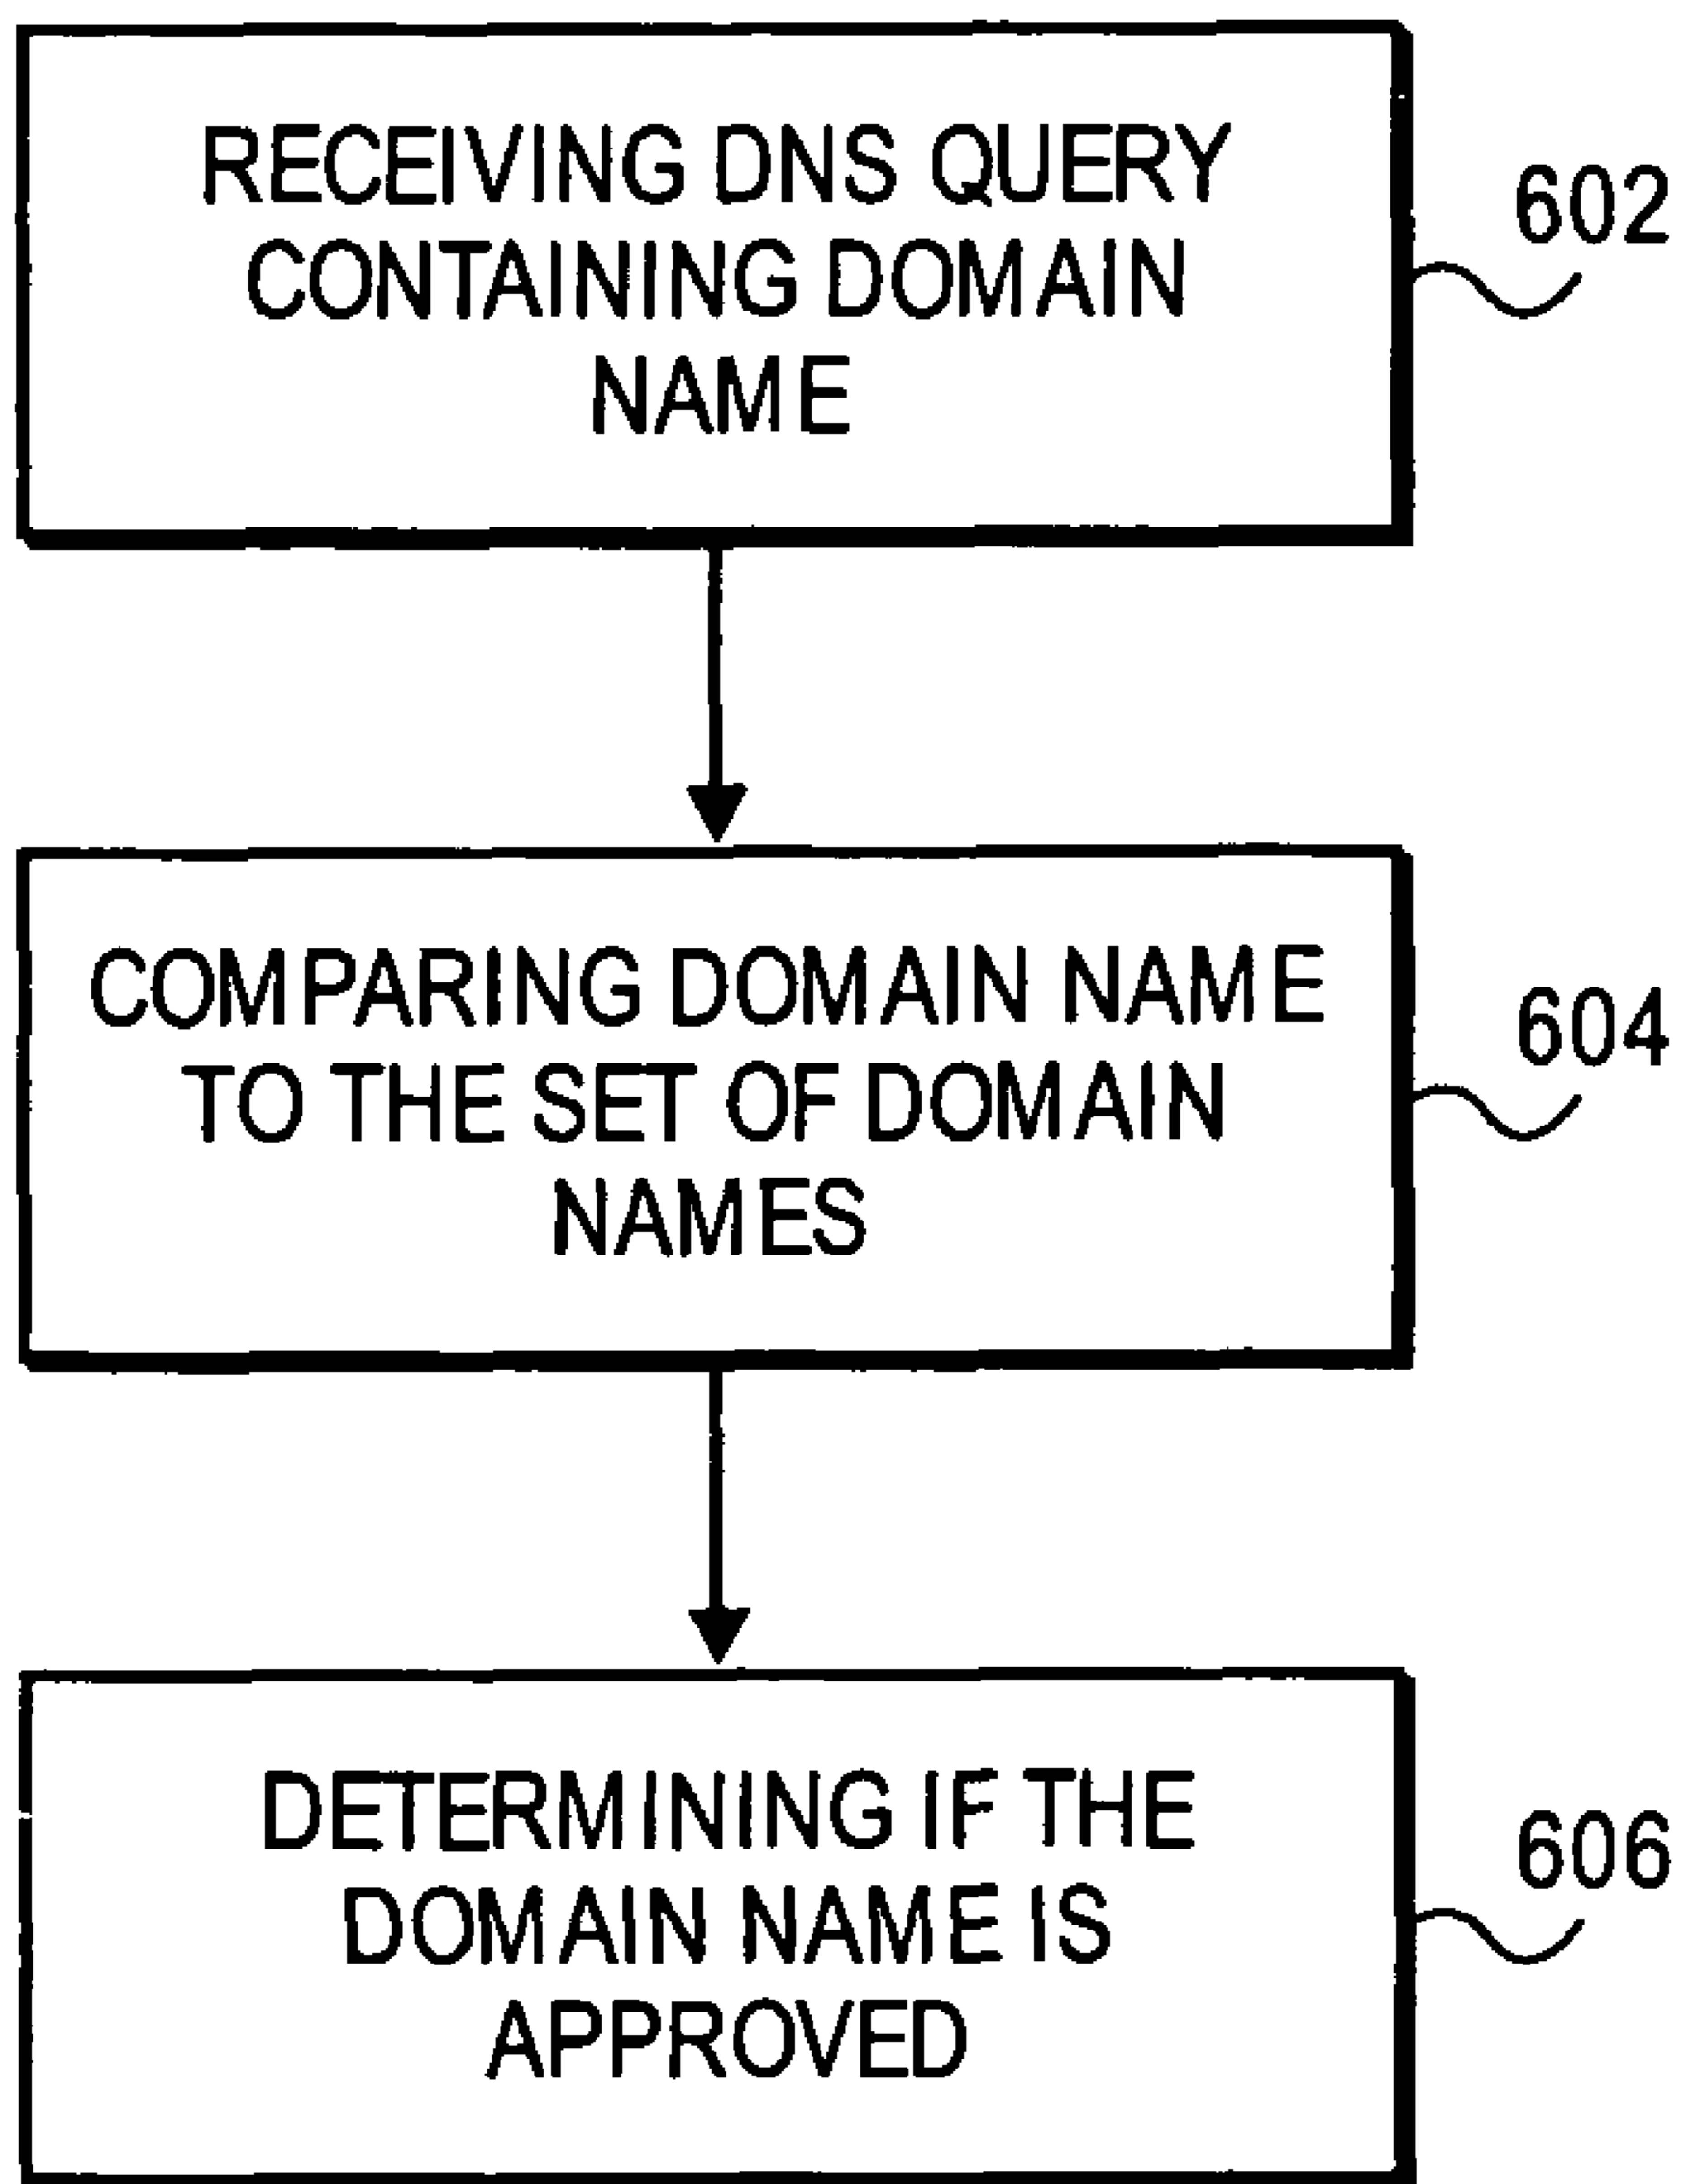 RECEIVING DNS QUERY
CONTAINING DOMAIN
NAME
602
COMPARING DOMAIN NAME
TO THE SET OF DOMAIN
NAMES
604
DETERMINING IF THE
DOMAIN NAME IS
APPROVED
606